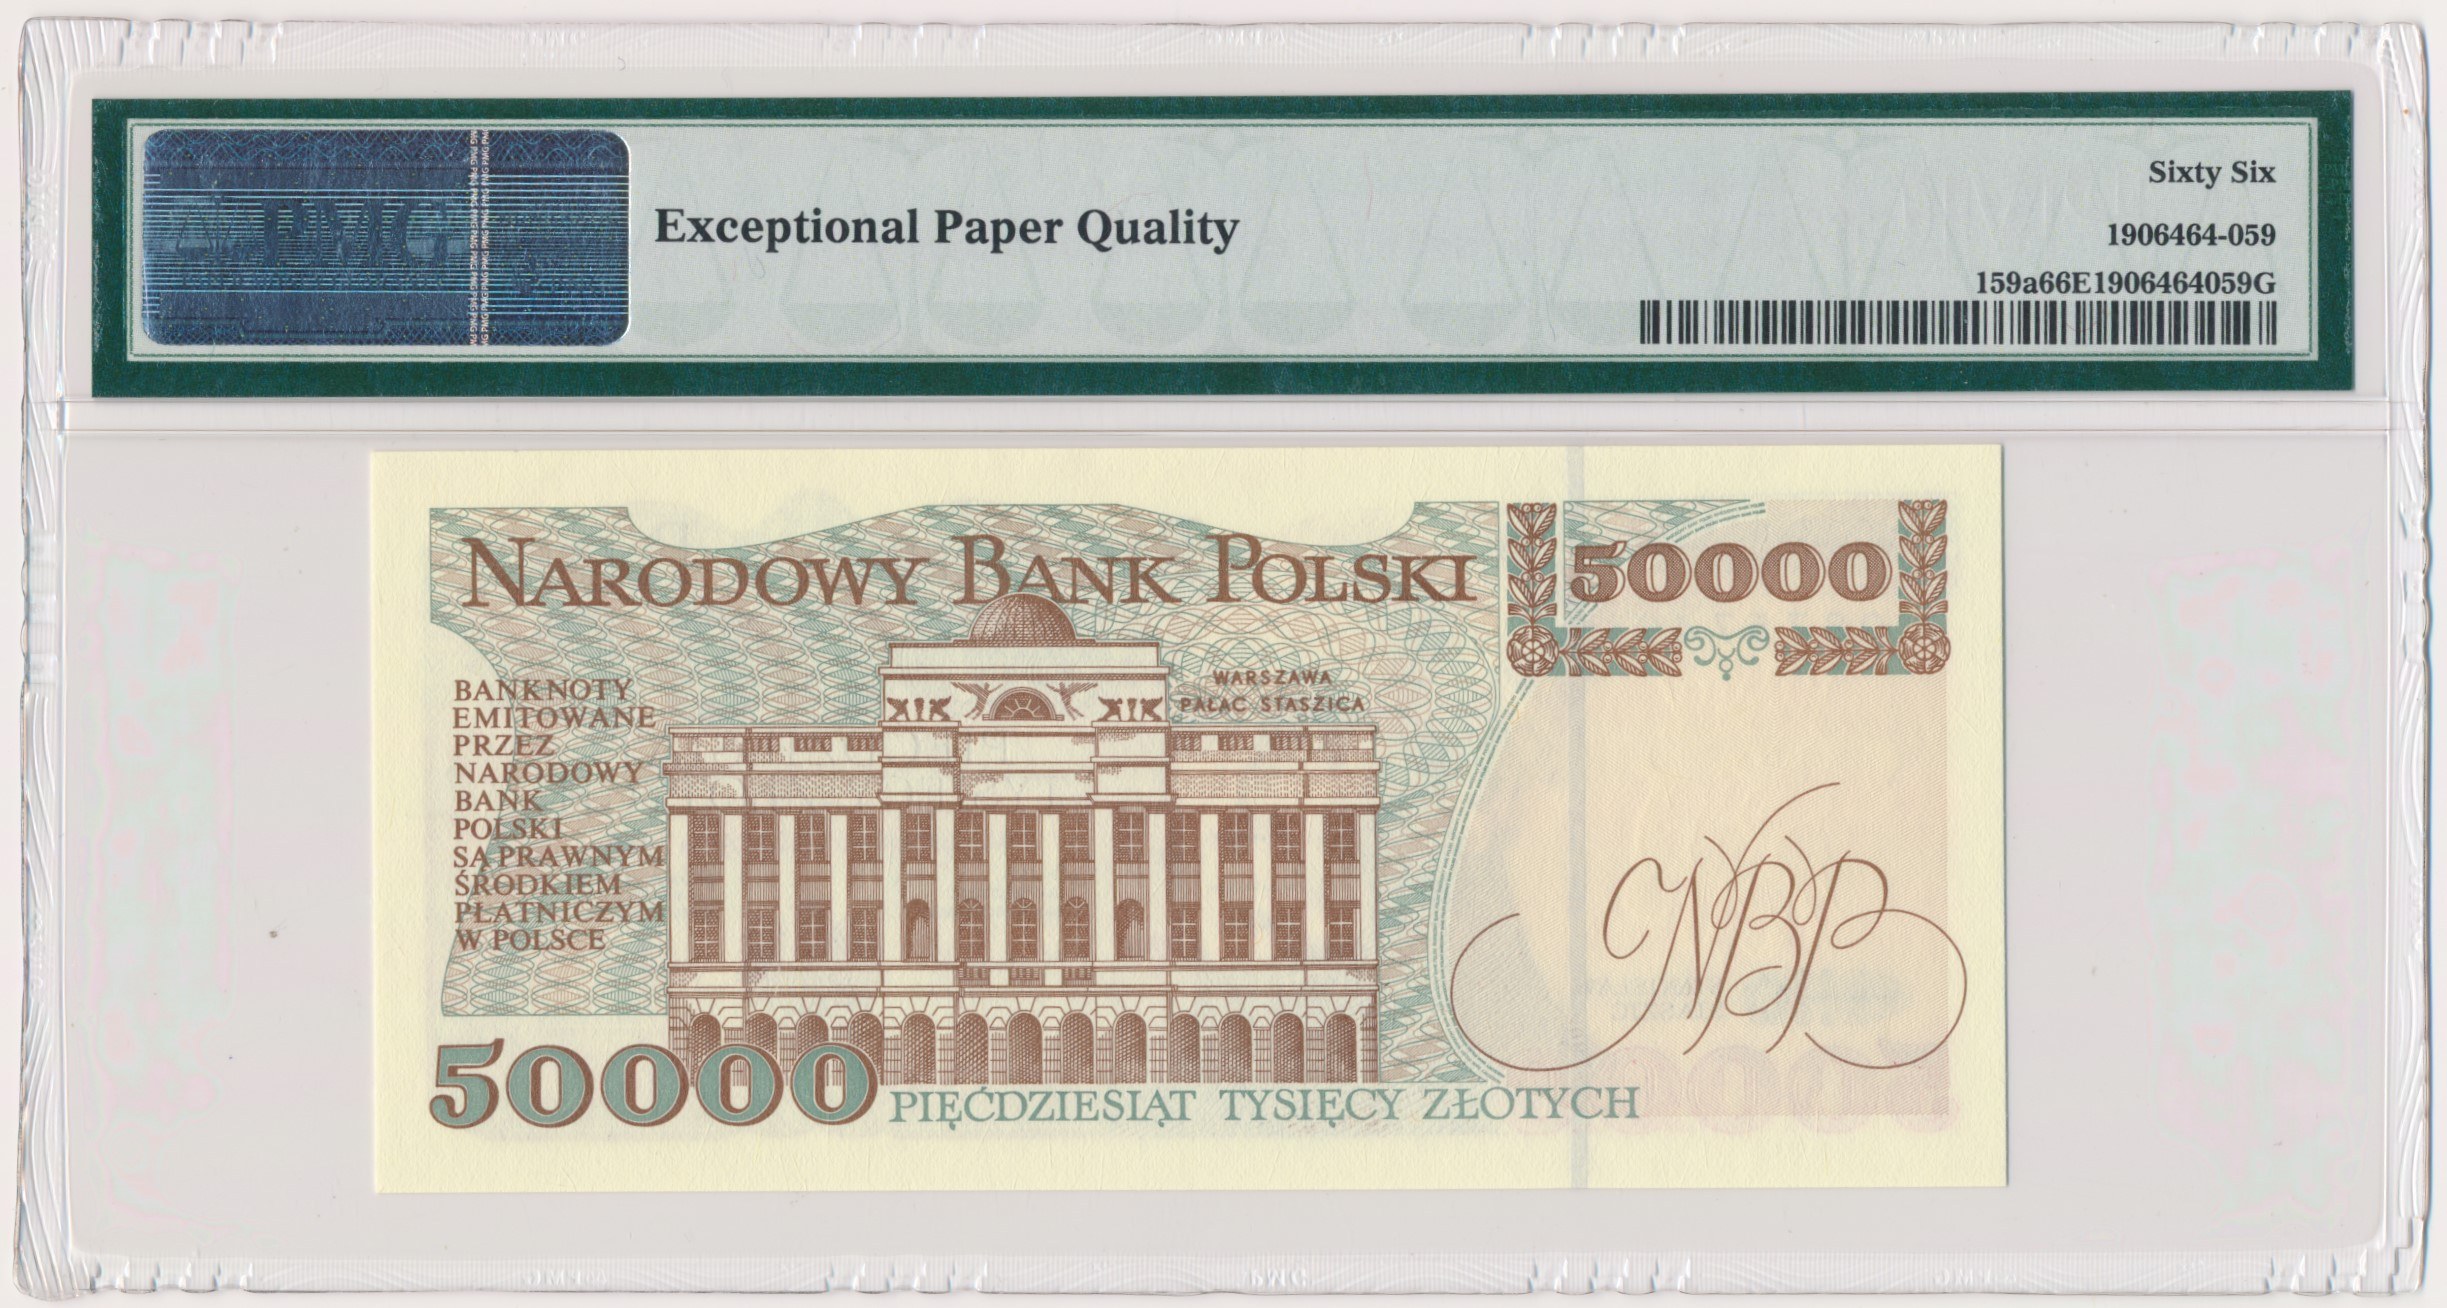 PMG
Exceptional Paper Quality
Sixty Six
1906464-059
159a66E1906464059G
NARODOWY BANK POLSKI
50000
WARSZAWA
PAŁAC STASZICA
BANKNOTY
EMITOWANE
PRZEZ
NARODOWY
BANK
POLSKI
SĄ PRAWNYM
ŚRODKIEM
PŁATNICZYM
W POLSCE
NBP
50000
PIĘĆDZIESIĄT TYSIĘCY ZŁOTYCH